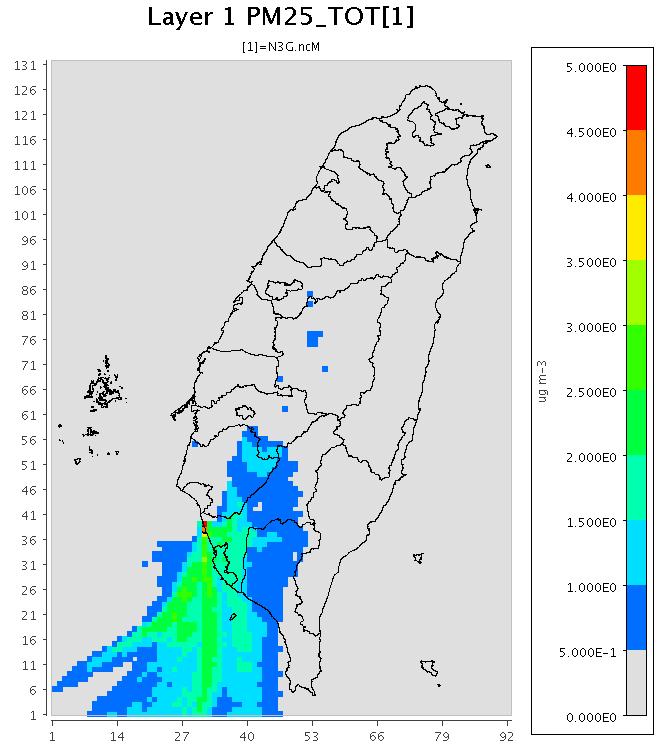 Layer 1 PM25_TOT[1]
[1]=N3G.ncM
131
126
121
116
111
106
101
96
91
86
81
76
71
66
61
56
51
46
41
36
31
26
21
16
11
6
1
1 14 27 40 53 66 79 92
5.000E0
4.500E0
4.000E0
3.500E0
3.000E0
2.500E0
2.000E0
1.500E0
1.000E0
5.000E-1
0.000E0
ug m-3